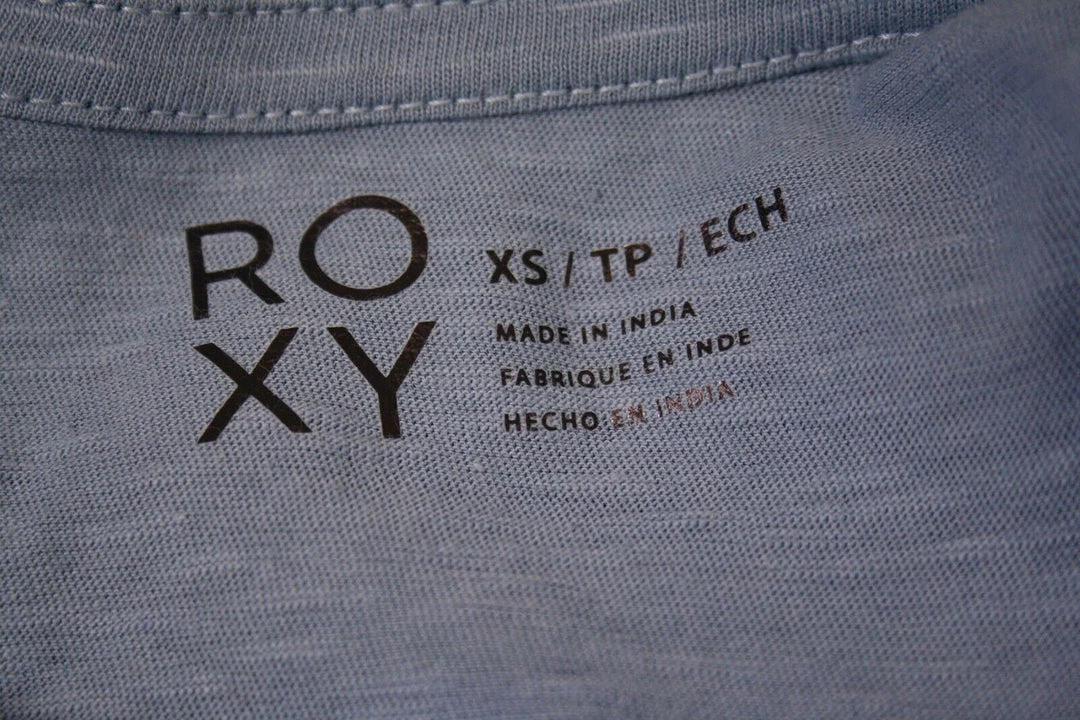 RO
XY
XS / TP / ECH
MADE IN INDIA
FABRIQUE EN INDE
HECHO EN INDIA